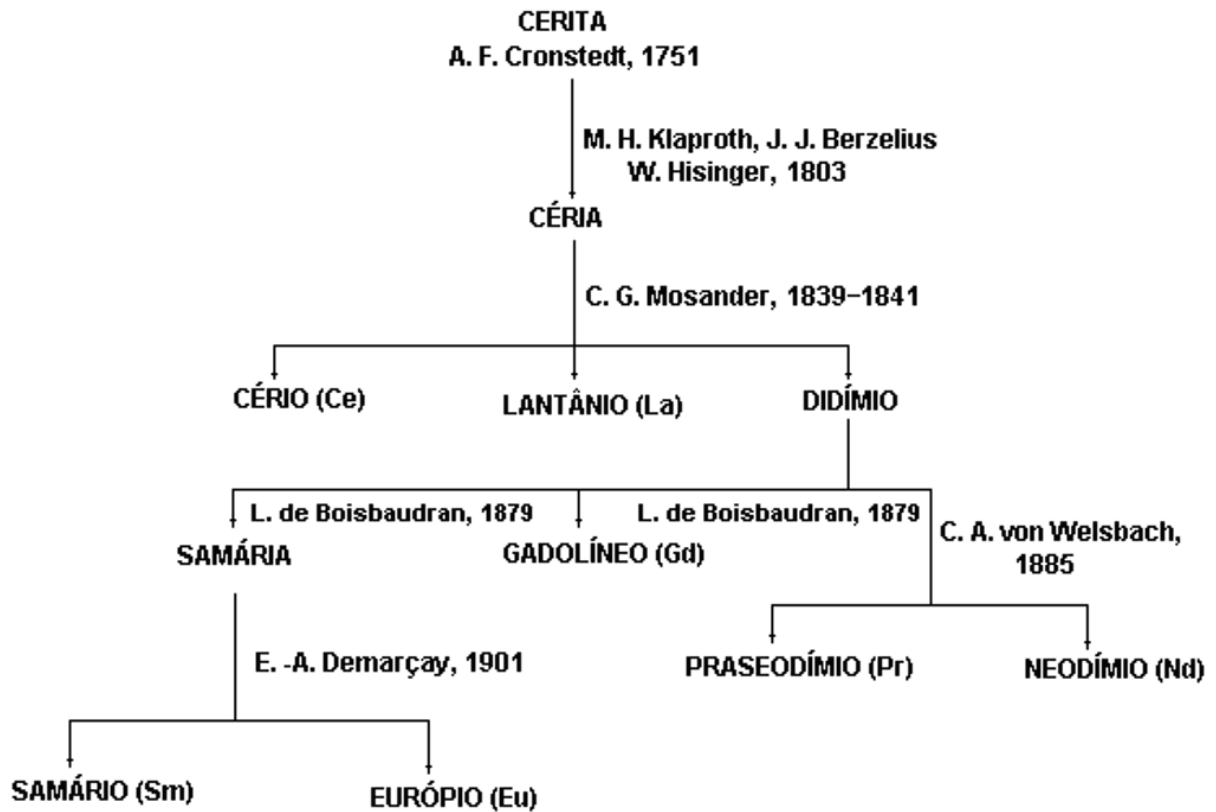 CERITA
A. F. Cronstedt, 1751
M. H. Klaproth, J. J. Berzelius
W. Hisinger, 1803
CÉRIA
C. G. Mosander, 1839-1841
CÉRIO (Ce)
LANTÂNIO (La)
DIDÍMIO
L. de Boisbaudran, 1879
L. de Boisbaudran, 1879
C. A. von Welsbach,
1885
SAMÁRIA
GADOLÍNEO (Gd)
E. -A. Demarçay, 1901
PRASEODÍMIO (Pr)
NEODÍMIO (Nd)
SAMÁRIO (Sm)
EURÓPIO (Eu)